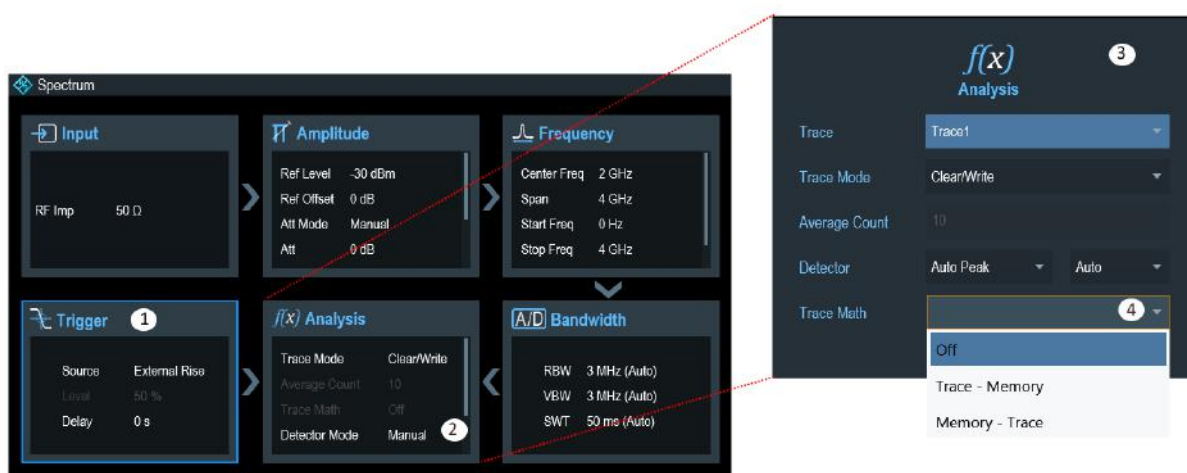 Spectrum
Input
RF Imp 50 Ω
Amplitude
Ref Level -30 dBm
Ref Offset 0 dB
Att Mode Manual
Att 0 dB
Frequency
Center Freq 2 GHz
Span 4 GHz
Start Freq 0 Hz
Stop Freq 4 GHz
Trigger 1
Source External Rise
Level 50 %
Delay 0 s
f(x) Analysis
Trace Mode Clear/Write
Average Count 10
Trace Math Off
Detector Mode Manual 2
A/D Bandwidth
RBW 3 MHz (Auto)
VBW 3 MHz (Auto)
SWT 50 ms (Auto)
f(x) 3
Analysis
Trace Trace1
Trace Mode Clear/Write
Average Count 10
Detector Auto Peak Auto
Trace Math 4
Off
Trace - Memory
Memory - Trace